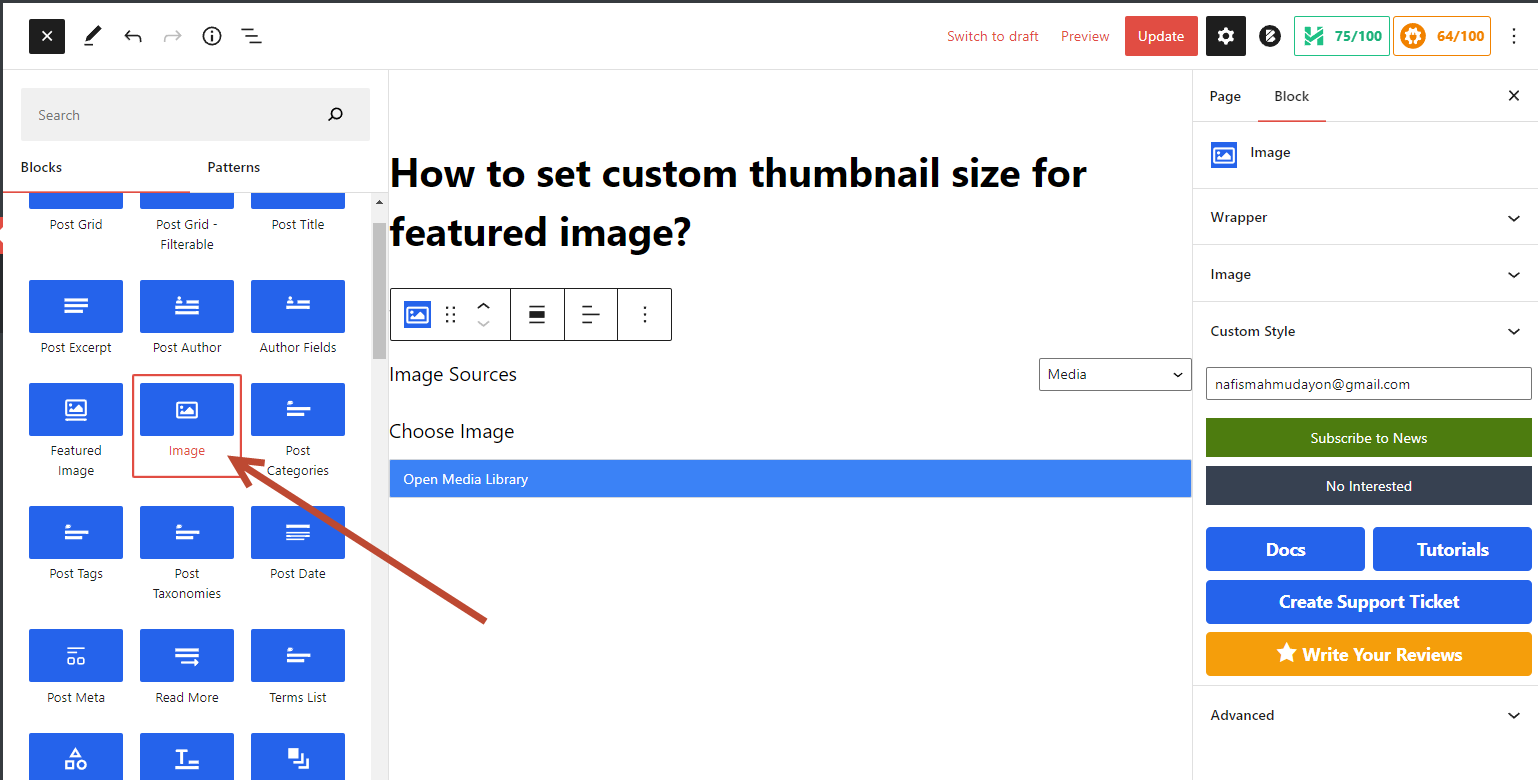 Switch to draft
Preview
Update
75/100
64/100
Search
Blocks
Patterns
Post Grid
Post Grid -
Filterable
Post Title
Post Excerpt
Post Author
Author Fields
Featured
Image
Image
Post
Categories
Post Tags
Post
Taxonomies
Post Date
Post Meta
Read More
Terms List
How to set custom thumbnail size for
featured image?
Image Sources
Media
Choose Image
Open Media Library
Page
Block
Image
Wrapper
Image
Custom Style
nafismahmudayon@gmail.com
Subscribe to News
No Interested
Docs
Tutorials
Create Support Ticket
Write Your Reviews
Advanced